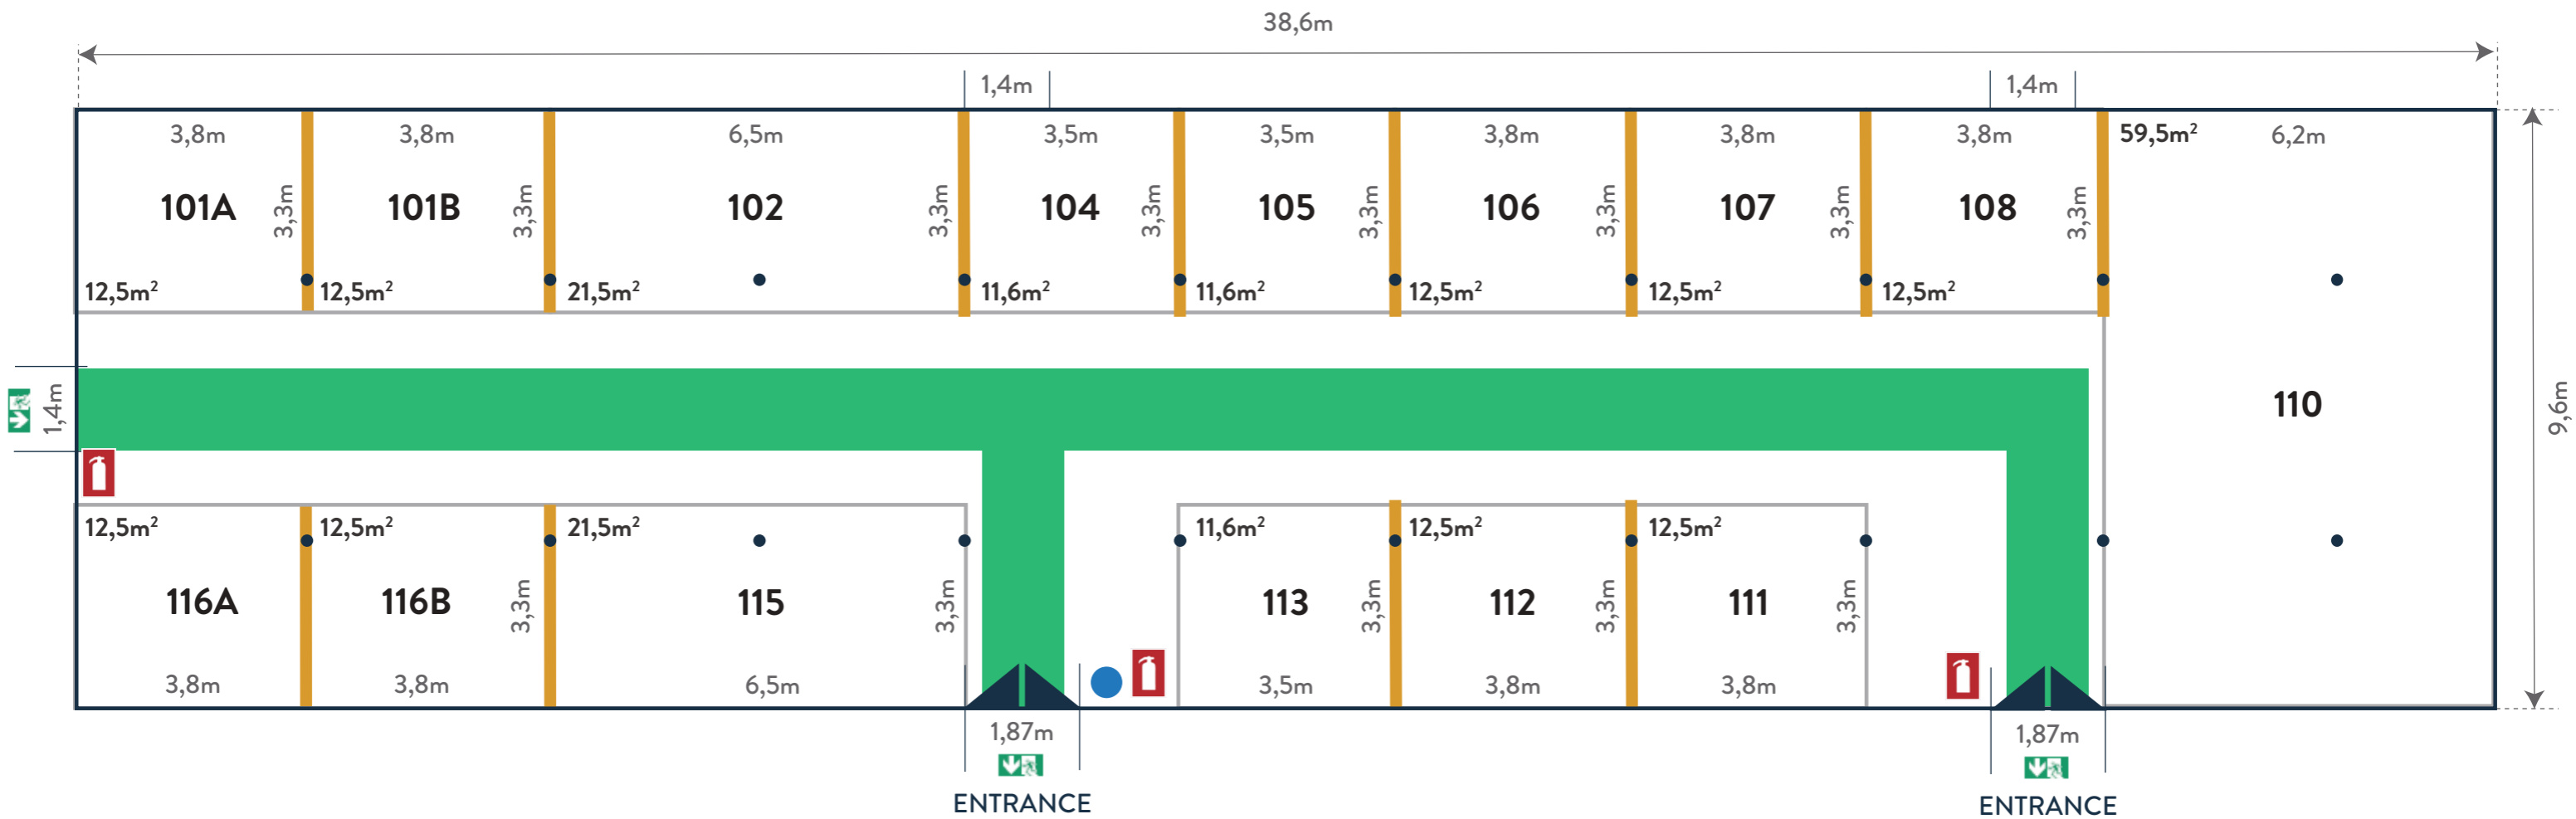 38,6m
1,4m
1,4m
3,8m
3,8m
6,5m
3,5m
3,5m
3,8m
3,8m
3,8m
59,5m²
6,2m
101A
3,3m
101B
3,3m
102
3,3m
104
3,3m
105
3,3m
106
3,3m
107
3,3m
108
3,3m
12,5m²
12,5m²
21,5m²
11,6m²
11,6m²
12,5m²
12,5m²
12,5m²
1,4m
110
9,6m
12,5m²
12,5m²
21,5m²
11,6m²
12,5m²
12,5m²
116A
116B
3,3m
115
3,3m
113
3,3m
112
3,3m
111
3,3m
3,8m
3,8m
6,5m
3,5m
3,8m
3,8m
1,87m
1,87m
ENTRANCE
ENTRANCE